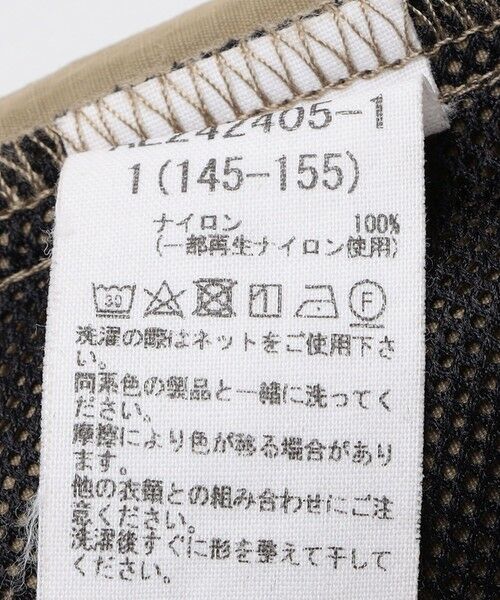 242405-1
1(145-155)
ナイロン 100%
(一部再生ナイロン使用)
30 F
洗濯の際はネットをご使用下さ
い。
同系色の製品と一緒に洗ってく
ださい。
摩擦により色が移る場合があり
ます。
他の衣類との組み合わせにご注
意ください。
洗濯後すぐに形を整えて干して
ください。